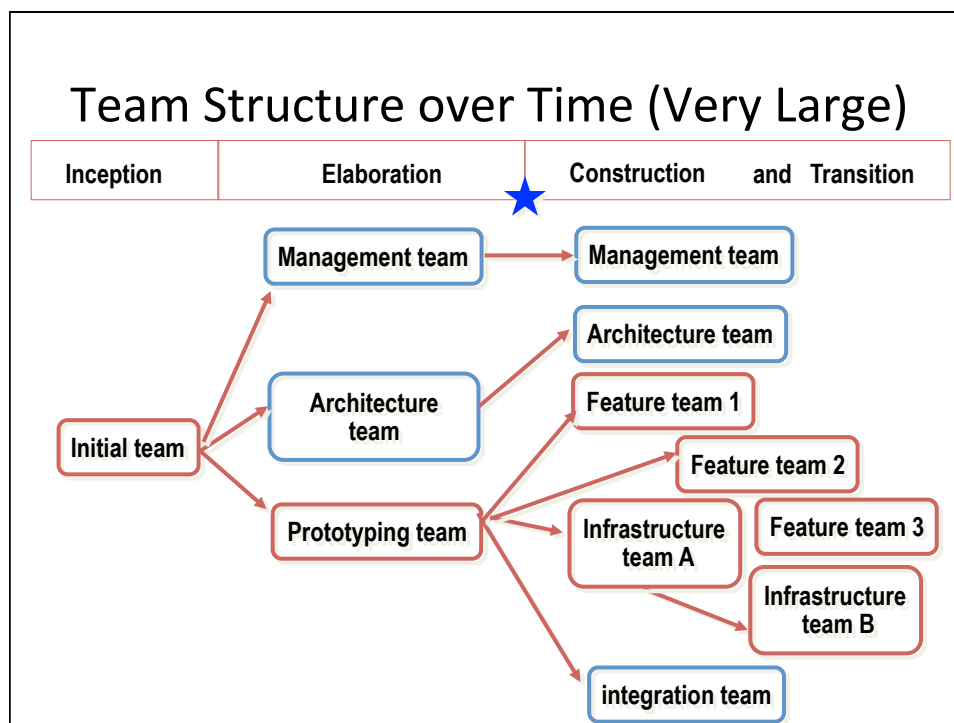 Team Structure over Time (Very Large)
Inception
Elaboration
Construction and Transition
Management team
Management team
Architecture team
Architecture
team
Feature team 1
Initial team
Feature team 2
Prototyping team
Infrastructure
team A
Feature team 3
Infrastructure
team B
integration team